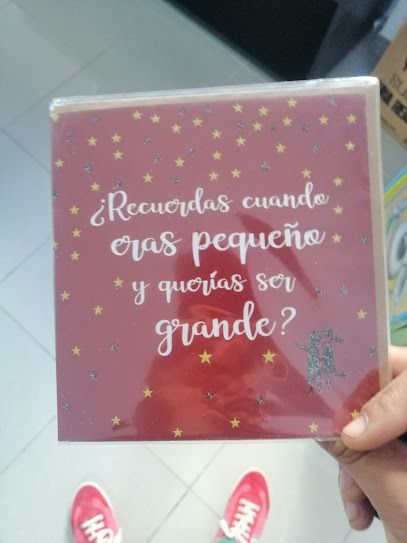 ¿Recuerdas cuando
eras pequeño
y querías ser
grande?